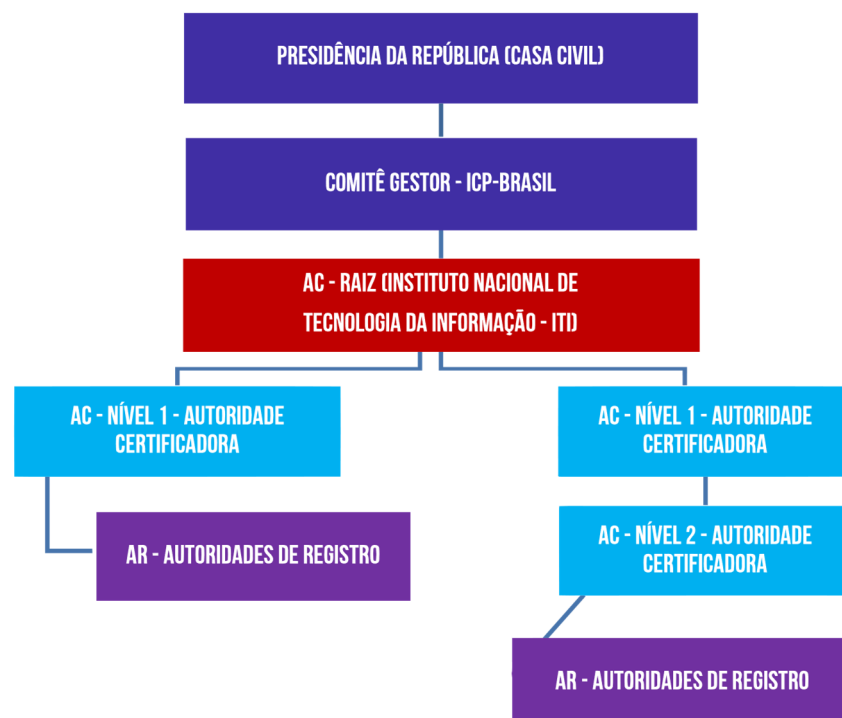 PRESIDÊNCIA DA REPÚBLICA (CASA CIVIL)
COMITÊ GESTOR - ICP-BRASIL
AC - RAIZ (INSTITUTO NACIONAL DE
TECNOLOGIA DA INFORMAÇÃO - ITI)
AC - NÍVEL 1 - AUTORIDADE
CERTIFICADORA
AR - AUTORIDADES DE REGISTRO
AC - NÍVEL 1 - AUTORIDADE
CERTIFICADORA
AC - NÍVEL 2 - AUTORIDADE
CERTIFICADORA
AR - AUTORIDADES DE REGISTRO